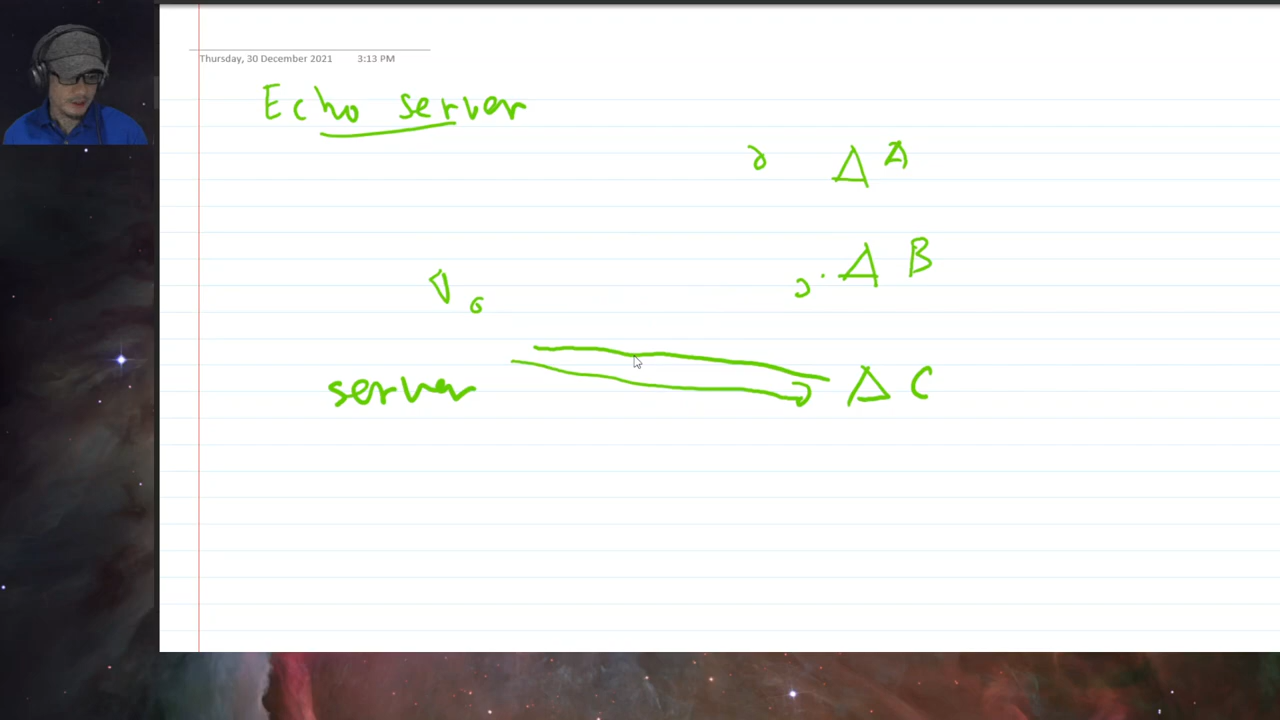 Thursday, 30 December 2021 3:13 PM
Echo server
A
B
server
C